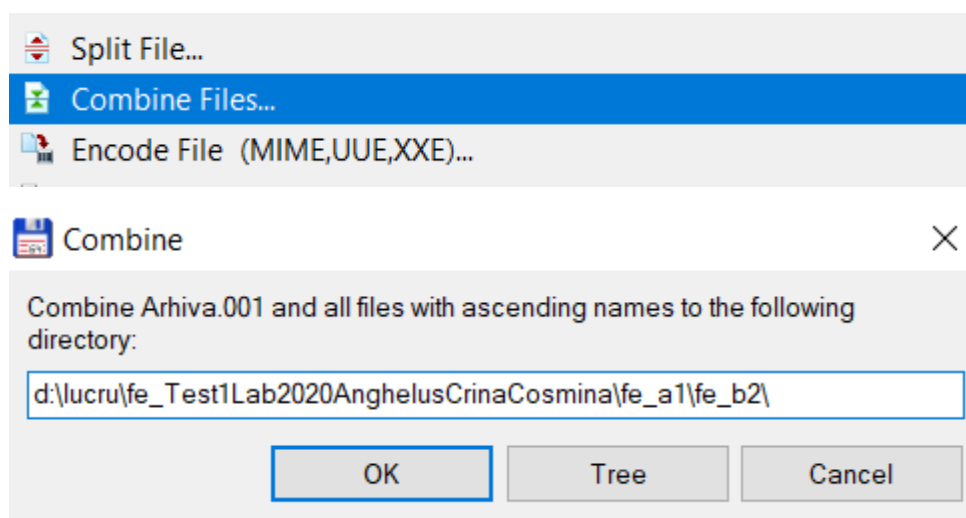 Split File...
Combine Files...
Encode File (MIME,UUE,XXE)...
Combine
Combine Arhiva.001 and all files with ascending names to the following
directory:
d:\lucru\fe_Test1Lab2020AnghelusCrinaCosmina\fe_a1\fe_b2\
OK Tree Cancel